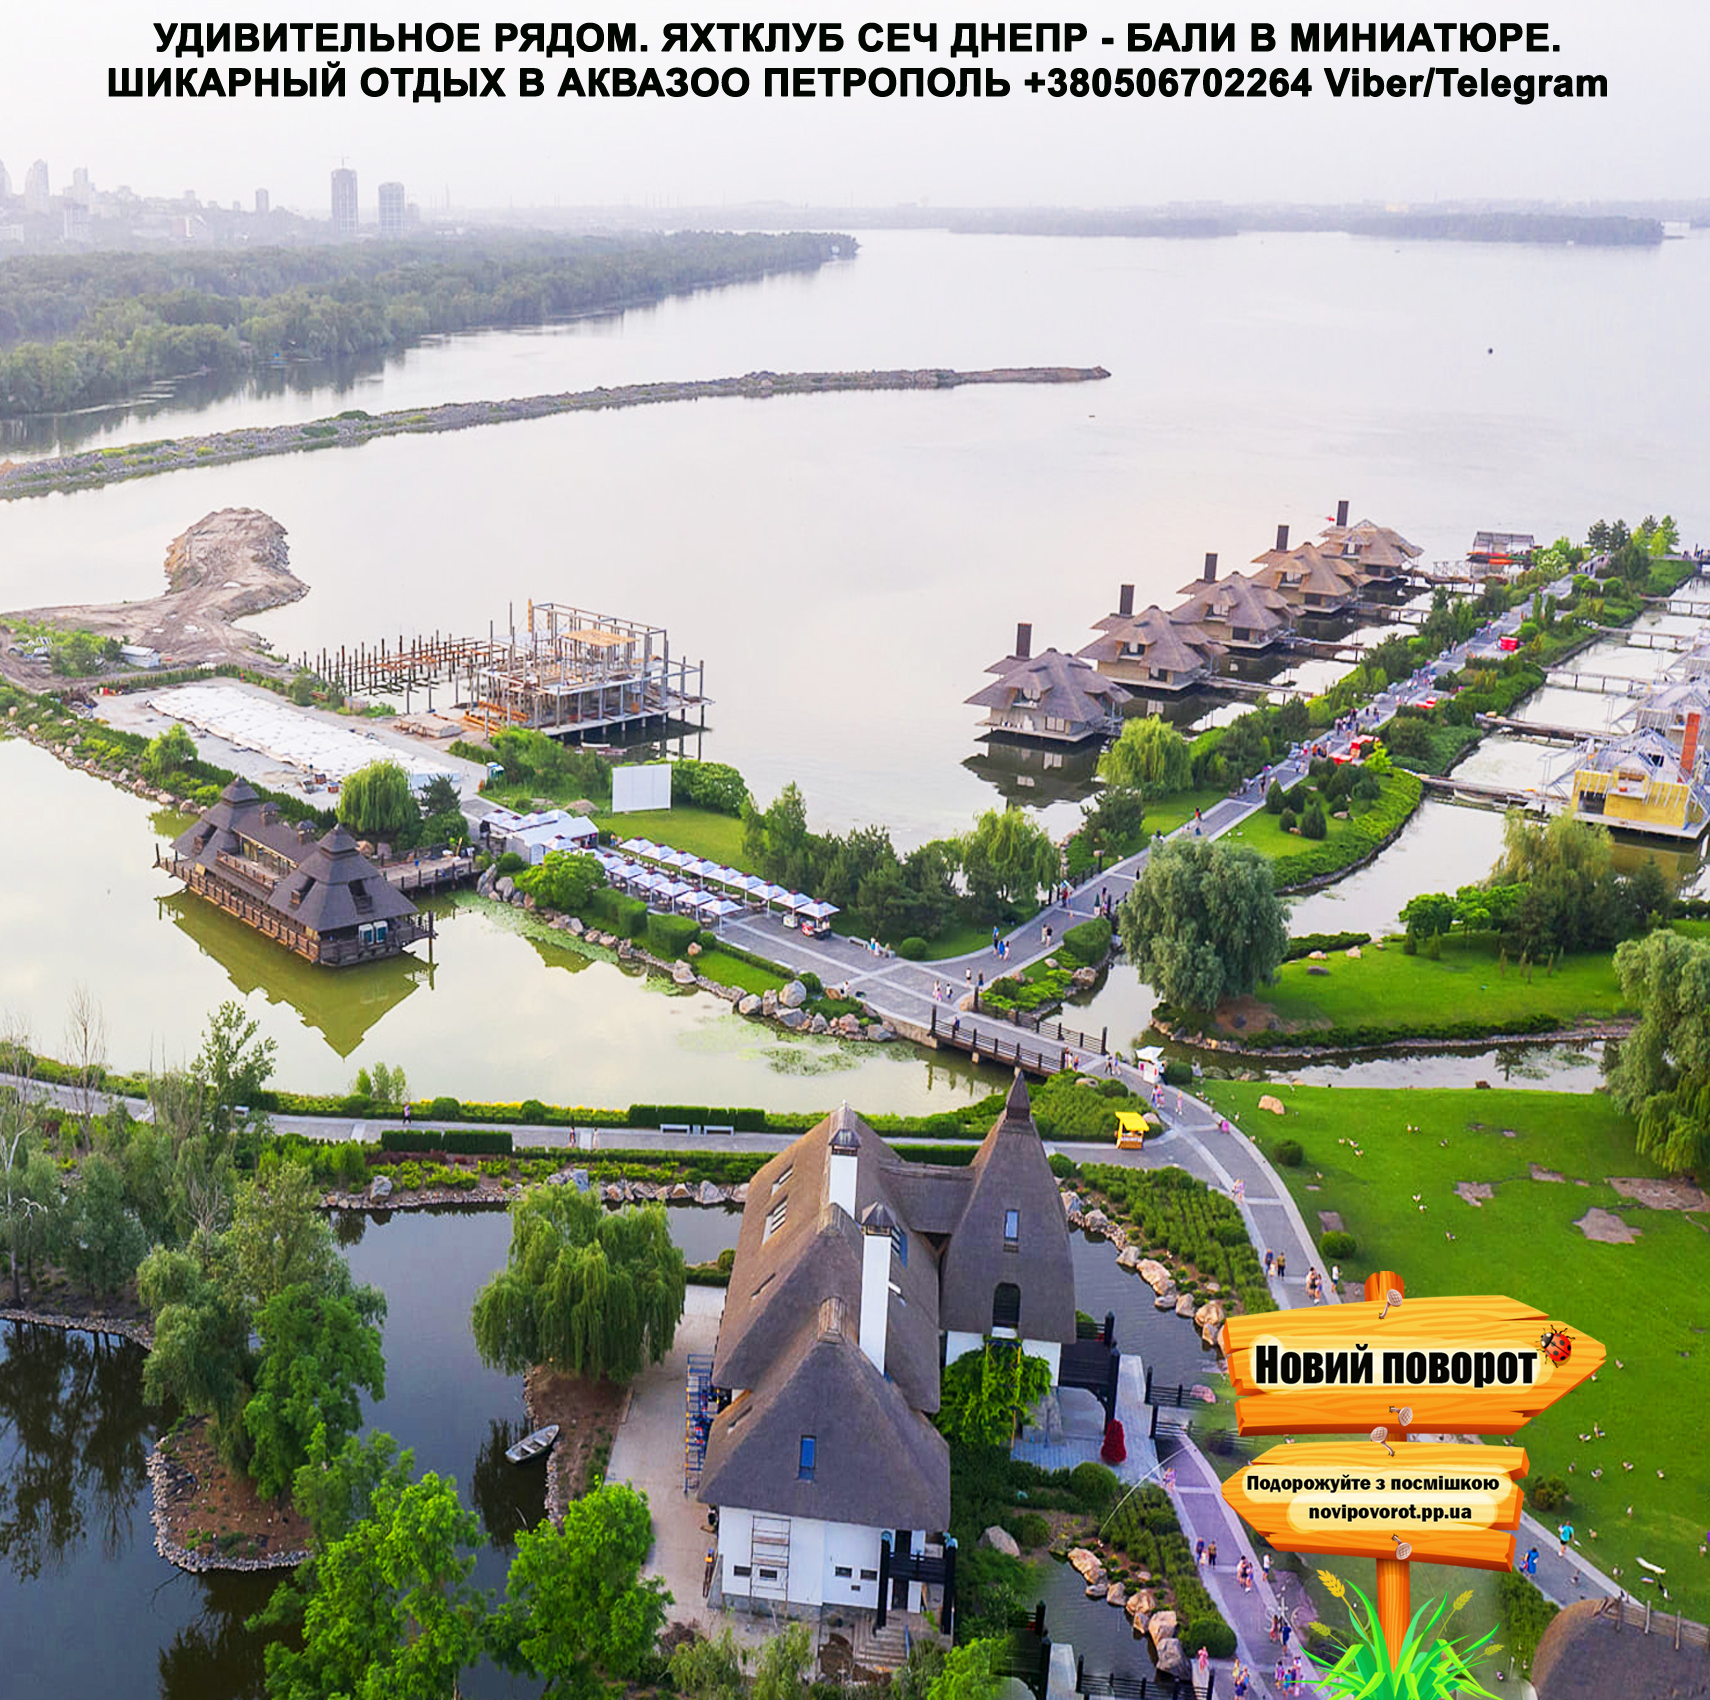 УДИВИТЕЛЬНОЕ РЯДОМ. ЯХТКЛУБ СЕЧ ДНЕПР - БАЛИ В МИНИАТЮРЕ.
ШИКАРНЫЙ ОТДЫХ В АКВАЗОО ПЕТРОПОЛЬ +380506702264 Viber/Telegram
Новий поворот
Подорожуйте з посмішкою
novipovorot.pp.ua